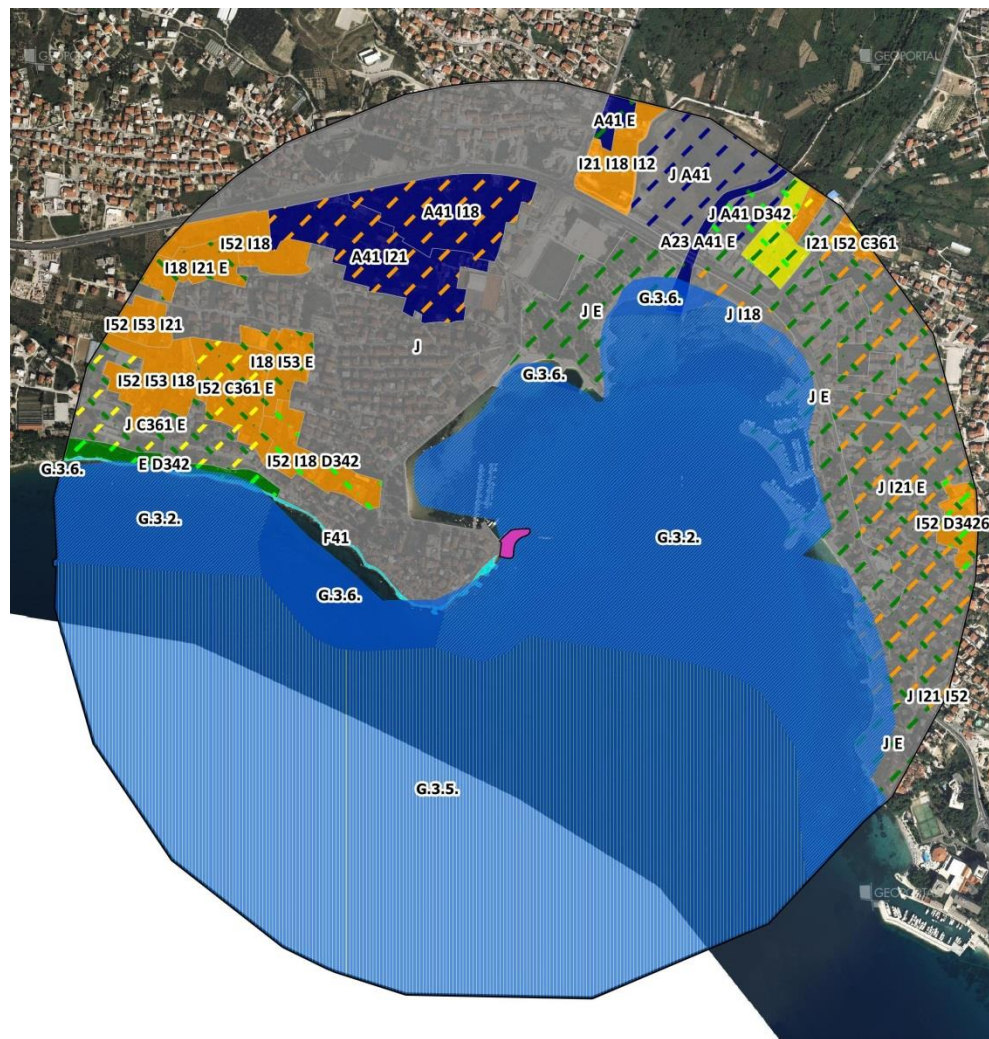 GEOPORTAL
GEOPORTAL
A41 E
I21 I18 I12
J A41
A41 I18
J A41 D342
I52 I18
A23 A41 E
I21 I52 C361
A41 I21
I18 I21 E
G.3.6.
J E
J I18
I52 I53 I21
J
I18 I53 E
G.3.6.
I52 I53 I18
I52 C361 E
J E
J C361 E
I52 I18 D342
E D342
G.3.6.
J I21 E
G.3.2.
I52 D3426
F41
G.3.2.
G.3.6.
J I21 I52
J E
G.3.5.
GEOPORTAL